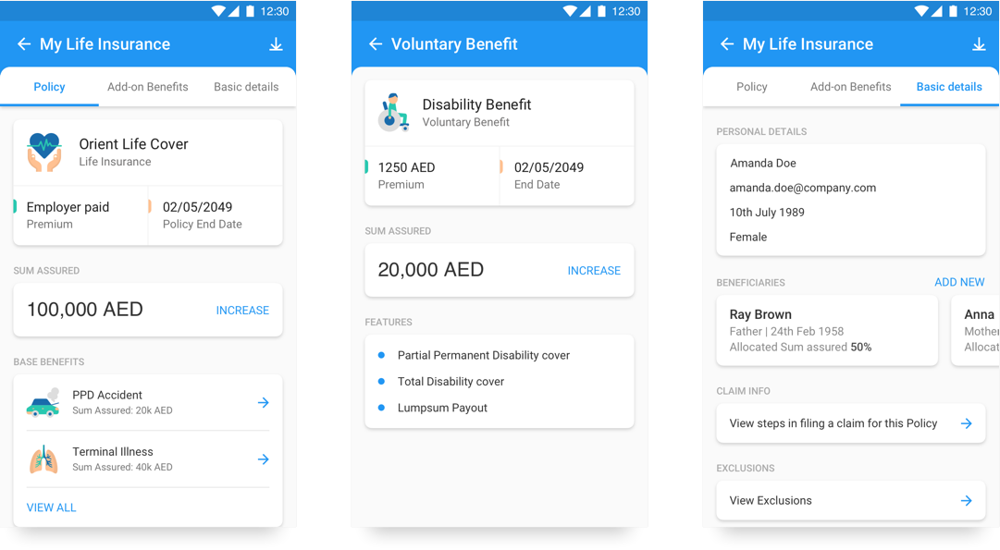 12:30
My Life Insurance
Policy Add-on Benefits Basic details
Orient Life Cover
Life Insurance
Employer paid 02/05/2049
Premium Policy End Date
SUM ASSURED
100,000 AED INCREASE
BASE BENEFITS
PPD Accident
Sum Assured: 20k AED
Terminal Illness
Sum Assured: 40k AED
VIEW ALL
12:30
Voluntary Benefit
Disability Benefit
Voluntary Benefit
1250 AED 02/05/2049
Premium End Date
SUM ASSURED
20,000 AED INCREASE
FEATURES
Partial Permanent Disability cover
Total Disability cover
Lumpsum Payout
12:30
My Life Insurance
Policy Add-on Benefits Basic details
PERSONAL DETAILS
Amanda Doe
amanda.doe@company.com
10th July 1989
Female
BENEFICIARIES ADD NEW
Ray Brown Anna
Father | 24th Feb 1958 Mothe
Allocated Sum assured 50% Allocat
CLAIM INFO
View steps in filing a claim for this Policy
EXCLUSIONS
View Exclusions